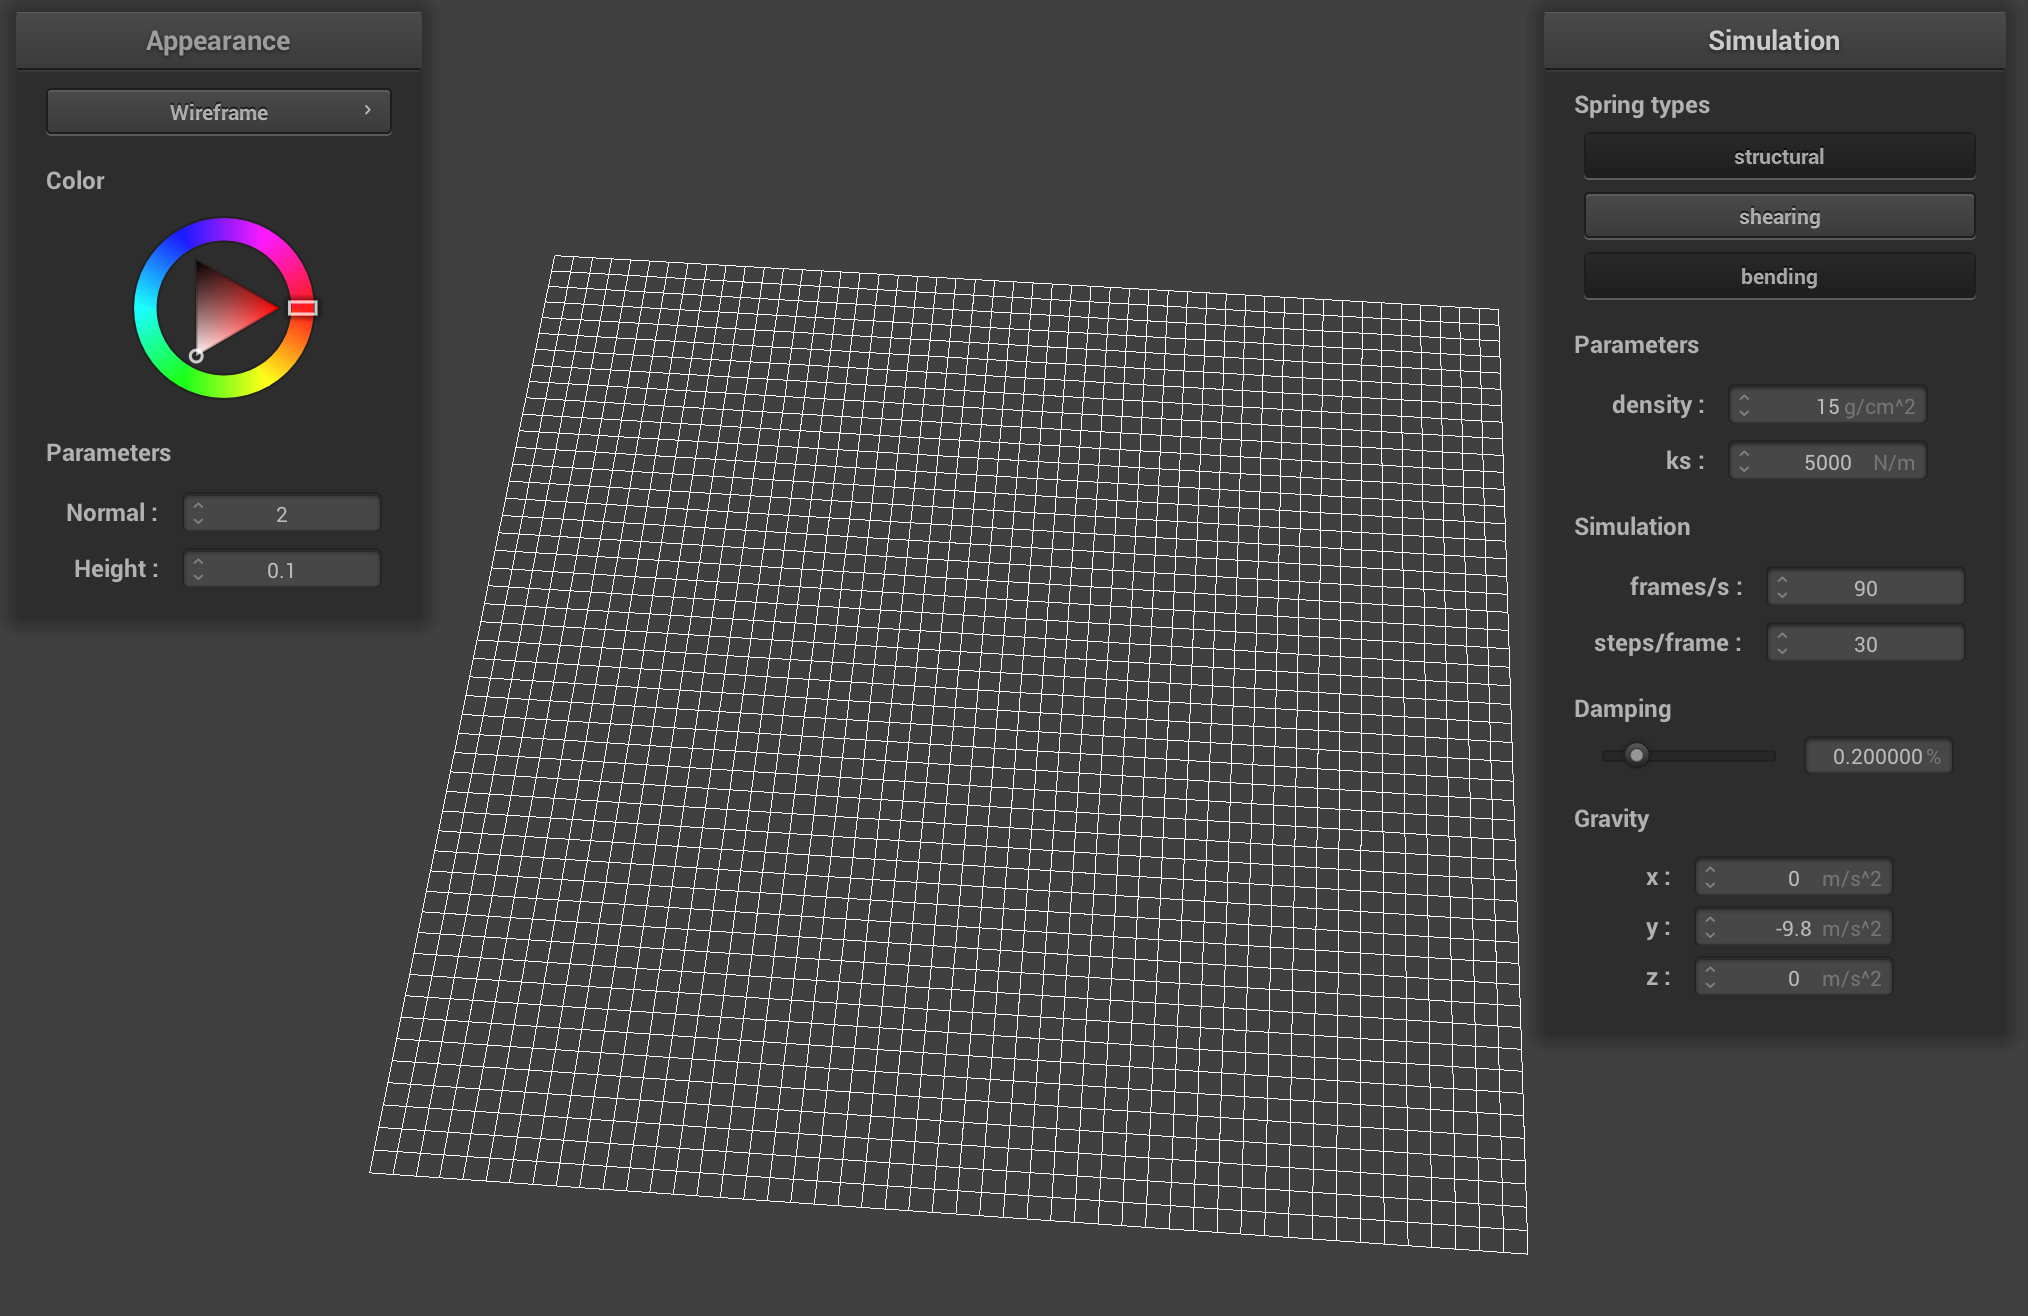 Appearance
Wireframe
Color
Parameters
Normal : 2
Height : 0.1
Simulation
Spring types
structural
shearing
bending
Parameters
density : 15 g/cm^2
ks : 5000 N/m
Simulation
frames/s : 90
steps/frame : 30
Damping
0.200000 %
Gravity
x : 0 m/s^2
y : -9.8 m/s^2
z : 0 m/s^2